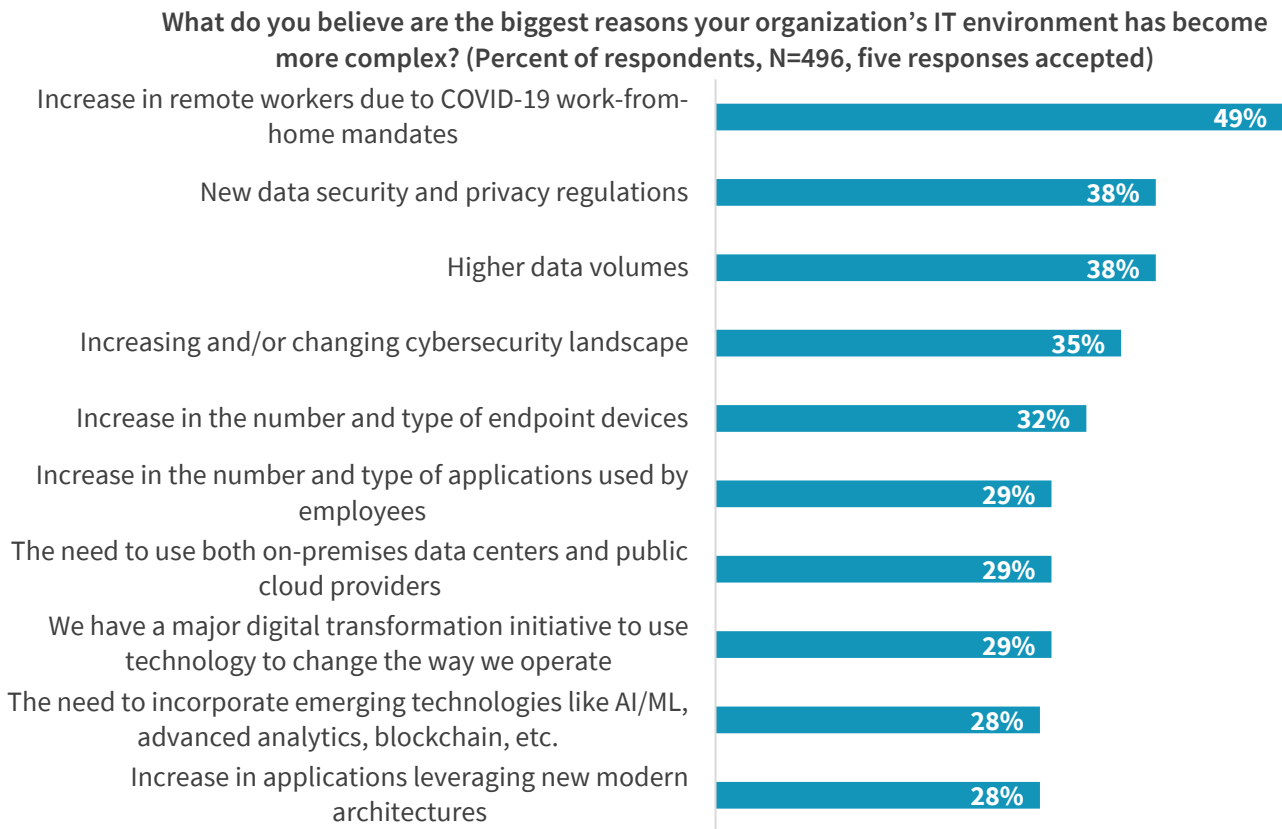 What do you believe are the biggest reasons your organization’s IT environment has become
more complex? (Percent of respondents, N=496, five responses accepted)
Increase in remote workers due to COVID-19 work-from-
home mandates
49%
New data security and privacy regulations
38%
Higher data volumes
38%
Increasing and/or changing cybersecurity landscape
35%
Increase in the number and type of endpoint devices
32%
Increase in the number and type of applications used by
employees
29%
The need to use both on-premises data centers and public
cloud providers
29%
We have a major digital transformation initiative to use
technology to change the way we operate
29%
The need to incorporate emerging technologies like AI/ML,
advanced analytics, blockchain, etc.
28%
Increase in applications leveraging new modern
architectures
28%